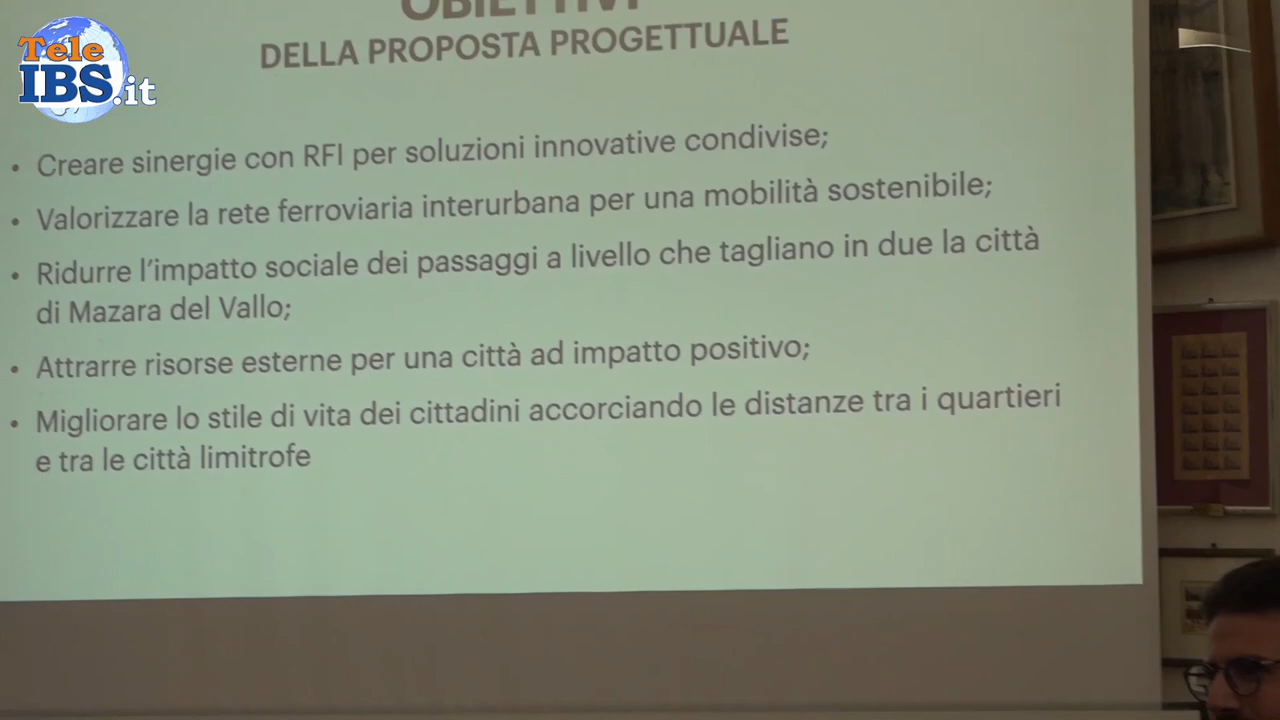 OBIETTIVI
DELLA PROPOSTA PROGETTUALE
Tele
IBS.it
• Creare sinergie con RFI per soluzioni innovative condivise;
• Valorizzare la rete ferroviaria interurbana per una mobilità sostenibile;
• Ridurre l'impatto sociale dei passaggi a livello che tagliano in due la città
di Mazara del Vallo;
• Attrarre risorse esterne per una città ad impatto positivo;
• Migliorare lo stile di vita dei cittadini accorciando le distanze tra i quartieri
e tra le città limitrofe